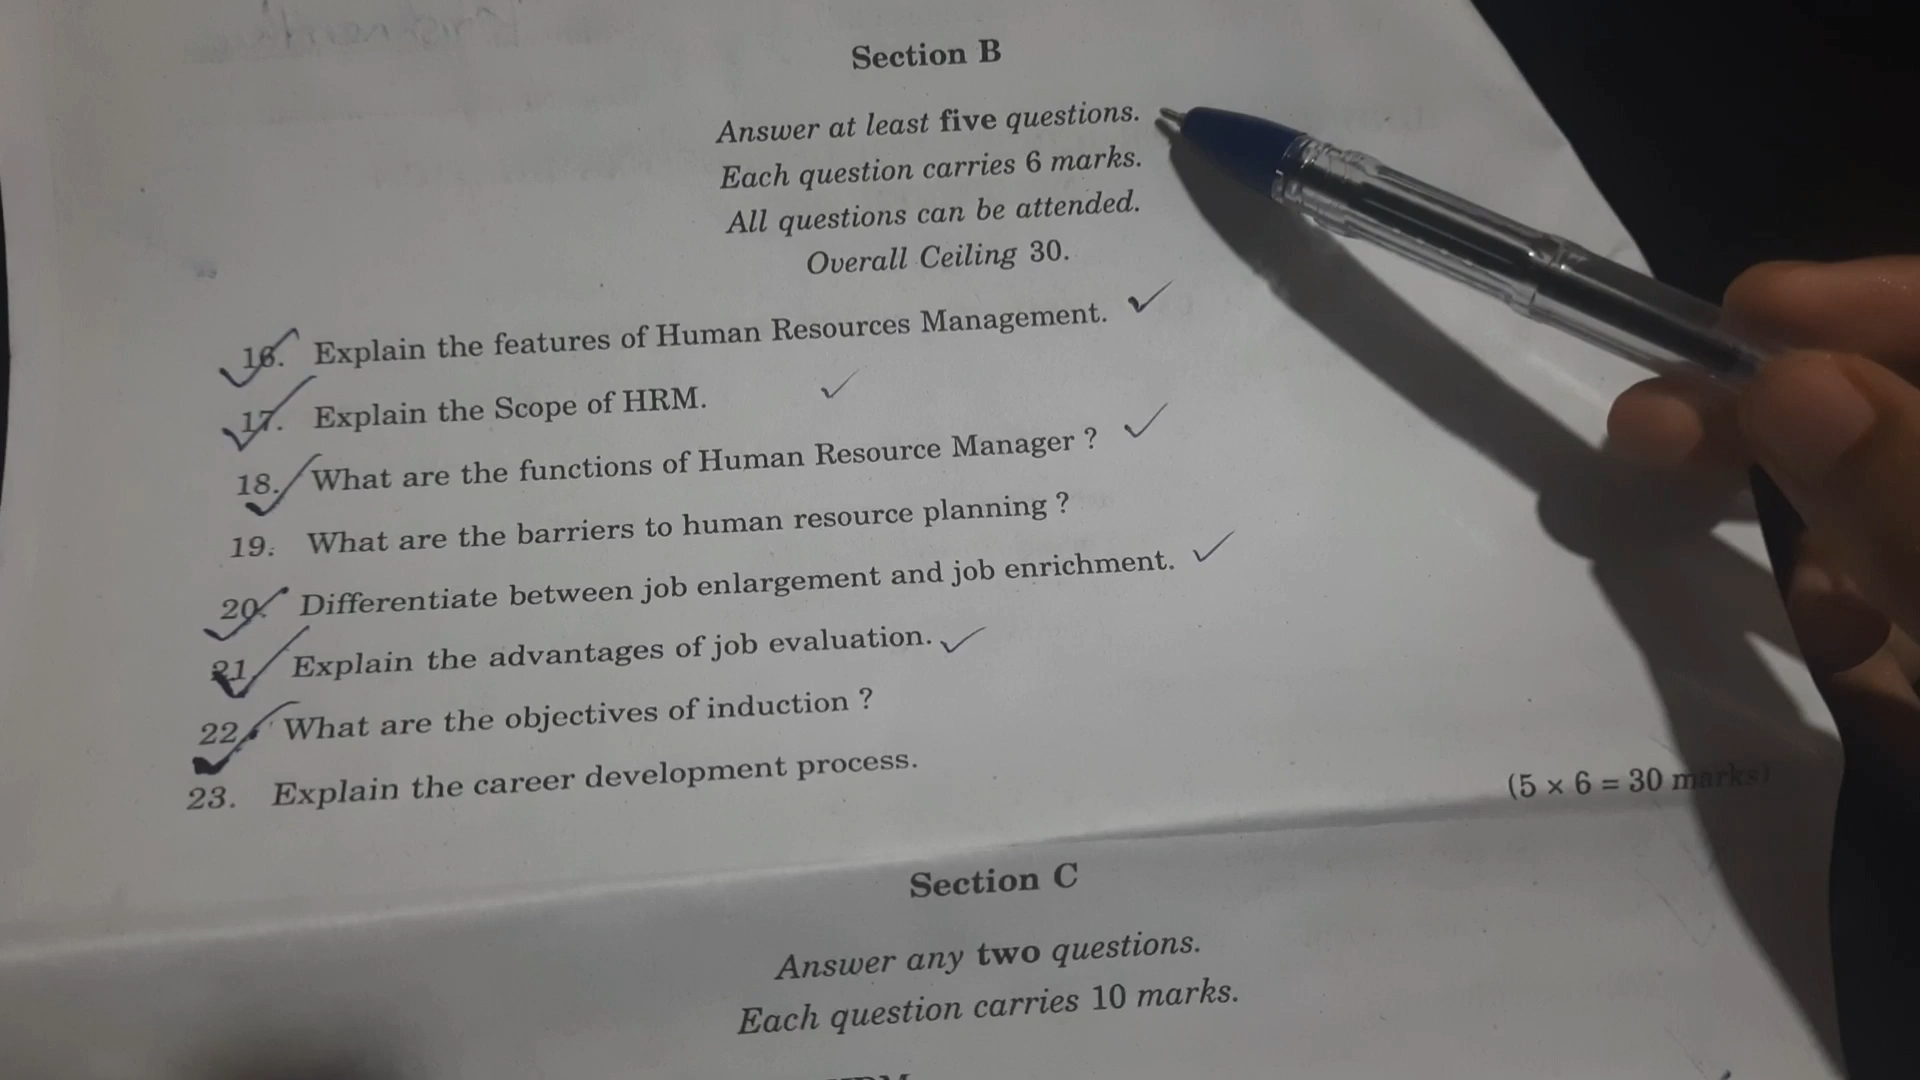 Section B
Answer at least five questions.
Each question carries 6 marks.
All questions can be attended.
Overall Ceiling 30.
16. Explain the features of Human Resources Management.
17. Explain the Scope of HRM.
18. What are the functions of Human Resource Manager ?
19. What are the barriers to human resource planning ?
20. Differentiate between job enlargement and job enrichment.
21. Explain the advantages of job evaluation.
22. What are the objectives of induction ?
23. Explain the career development process.
(5 × 6 = 30 marks)
Section C
Answer any two questions.
Each question carries 10 marks.